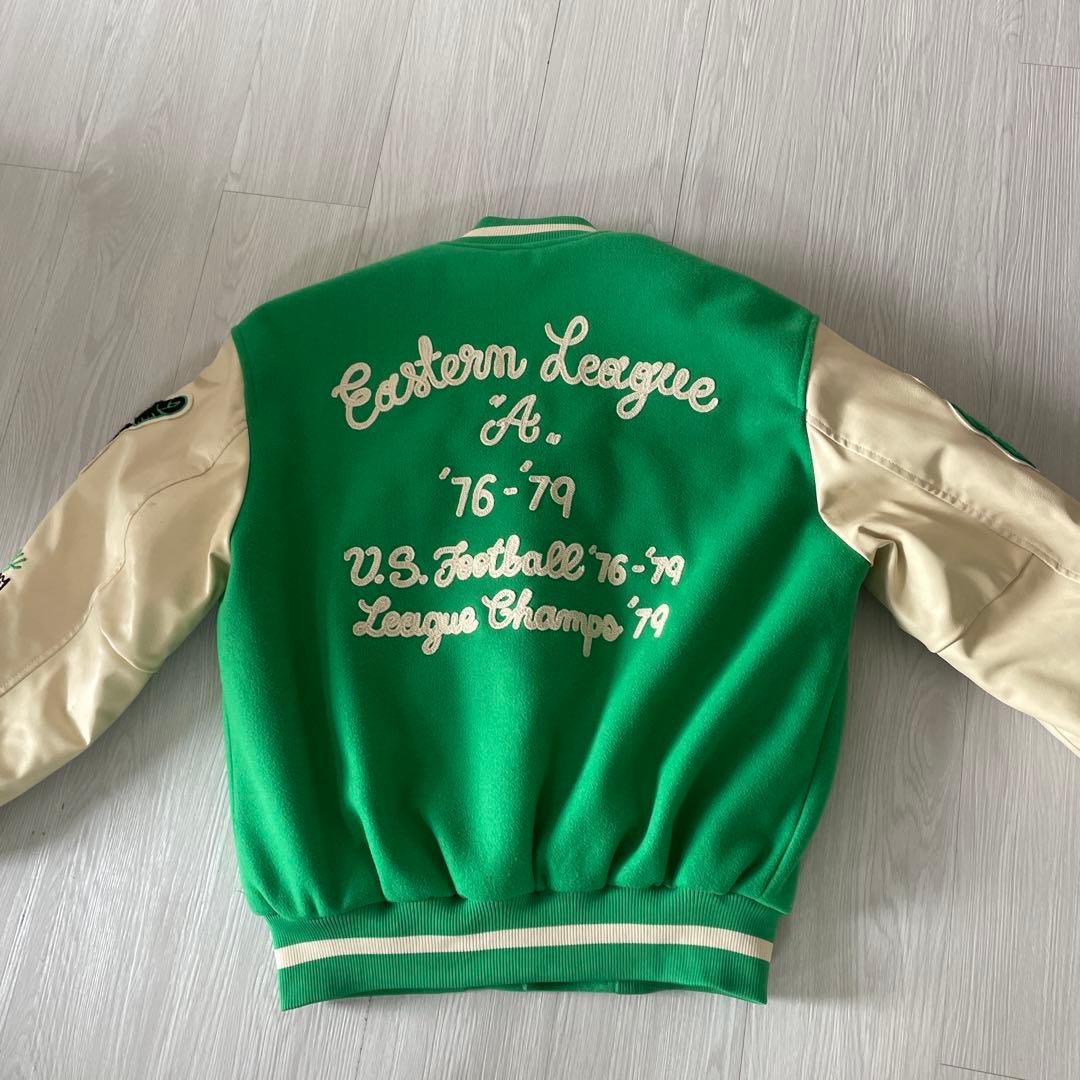 Eastern League
"A„
'76-'79
U.S. Football '76-'79
League Champs '79